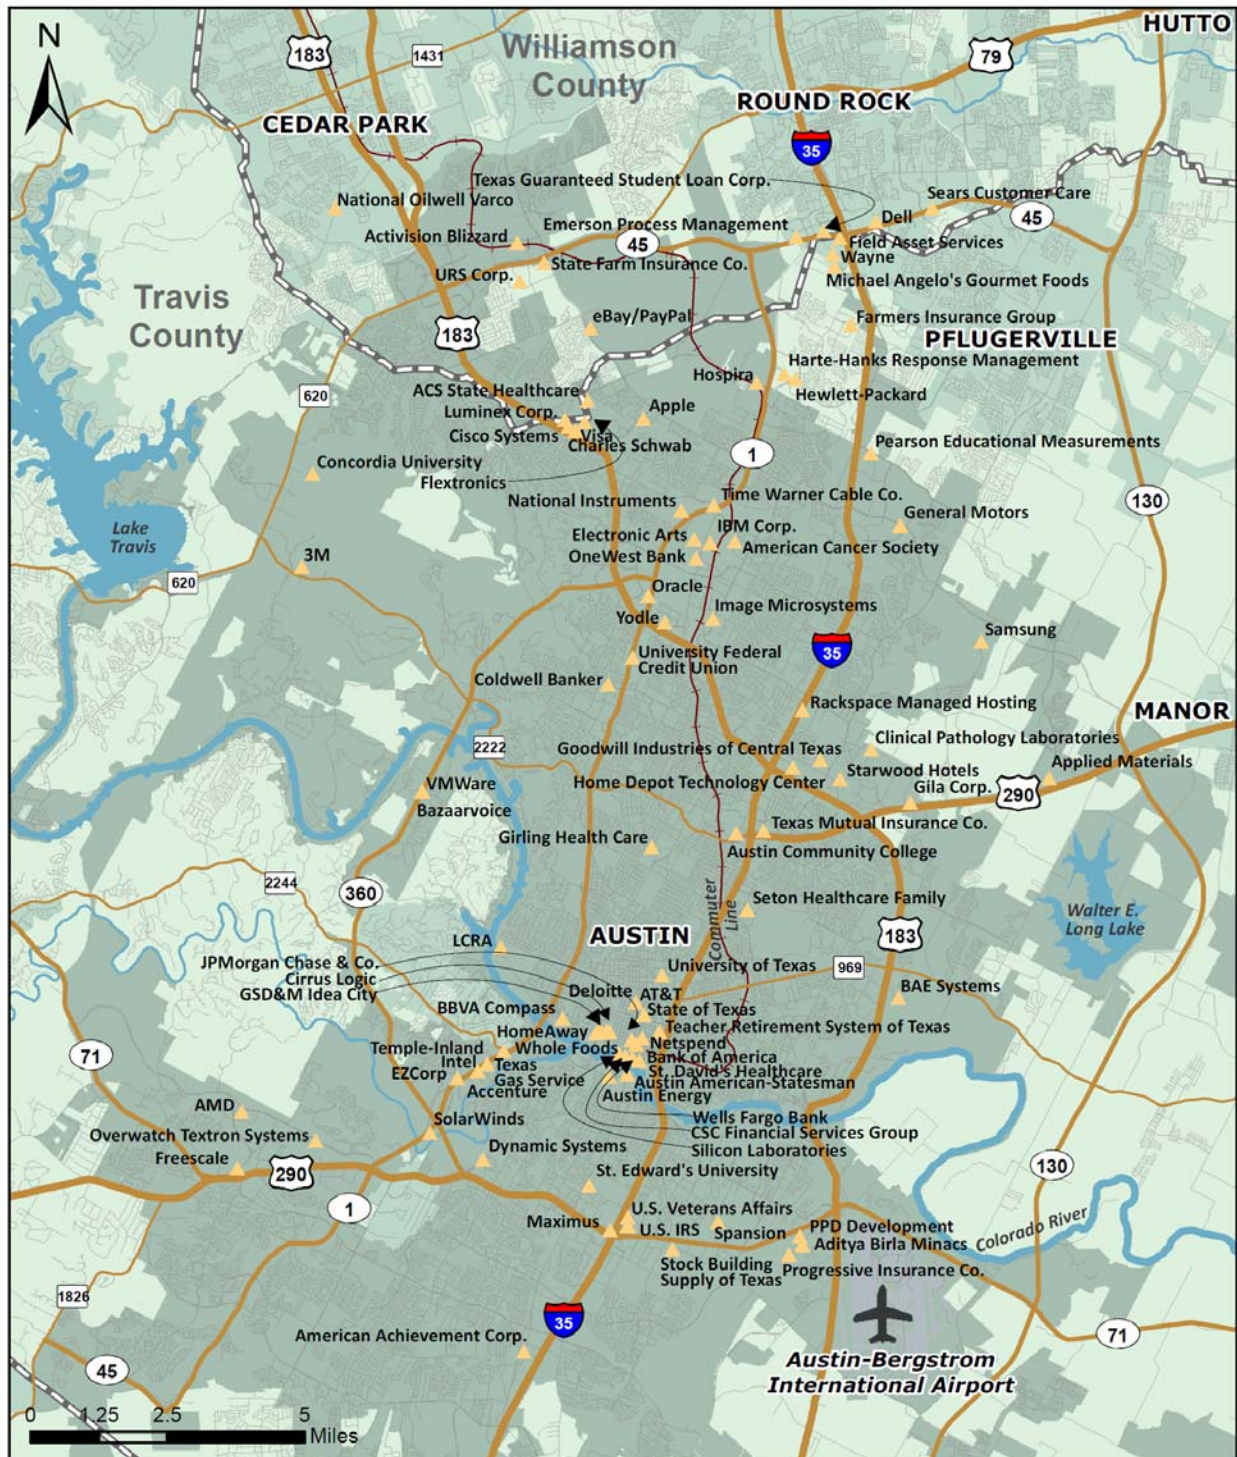 N
HUTTO
183
1431
Williamson
County
79
ROUND ROCK
CEDAR PARK
35
Texas Guaranteed Student Loan Corp.
National Oilwell Varco
Sears Customer Care
45
Emerson Process Management
Dell
Activision Blizzard
45
Field Asset Services
Wayne
State Farm Insurance Co.
URS Corp.
Michael Angelo's Gourmet Foods
Travis
County
eBay/PayPal
Farmers Insurance Group
183
PFLUGERVILLE
Harte-Hanks Response Management
Hospira
Hewlett-Packard
620
ACS State Healthcare
Luminex Corp.
Apple
Cisco Systems
Visa
Charles Schwab
Pearson Educational Measurements
1
Concordia University
Flextronics
National Instruments
Time Warner Cable Co.
130
General Motors
Lake
Travis
IBM Corp.
Electronic Arts
American Cancer Society
3M
OneWest Bank
620
Oracle
Image Microsystems
Yodle
Samsung
35
University Federal
Credit Union
Coldwell Banker
Rackspace Managed Hosting
MANOR
2222
Goodwill Industries of Central Texas
Clinical Pathology Laboratories
Applied Materials
VMWare
Home Depot Technology Center
Starwood Hotels
Gila Corp.
290
Bazaarvoice
Texas Mutual Insurance Co.
Girling Health Care
Austin Community College
2244
360
Commuter
Line
Seton Healthcare Family
Walter E.
Long Lake
AUSTIN
183
LCRA
JPMorgan Chase & Co.
Cirrus Logic
GSD&M Idea City
University of Texas
969
Deloitte
AT&T
BAE Systems
BBVA Compass
State of Texas
HomeAway
Teacher Retirement System of Texas
Whole Foods
Netspend
Temple-Inland
Bank of America
71
Intel
Texas
Gas Service
St. David's Healthcare
EZCorp
Accenture
Austin American-Statesman
Austin Energy
AMD
SolarWinds
Wells Fargo Bank
CSC Financial Services Group
Overwatch Textron Systems
Silicon Laboratories
Dynamic Systems
Freescale
290
St. Edward's University
130
1
U.S. Veterans Affairs
Maximus
U.S. IRS
Spansion
PPD Development
Aditya Birla Minacs
Colorado River
Stock Building
Supply of Texas
Progressive Insurance Co.
1826
35
American Achievement Corp.
71
45
Austin-Bergstrom
International Airport
0 1.25 2.5 5
Miles